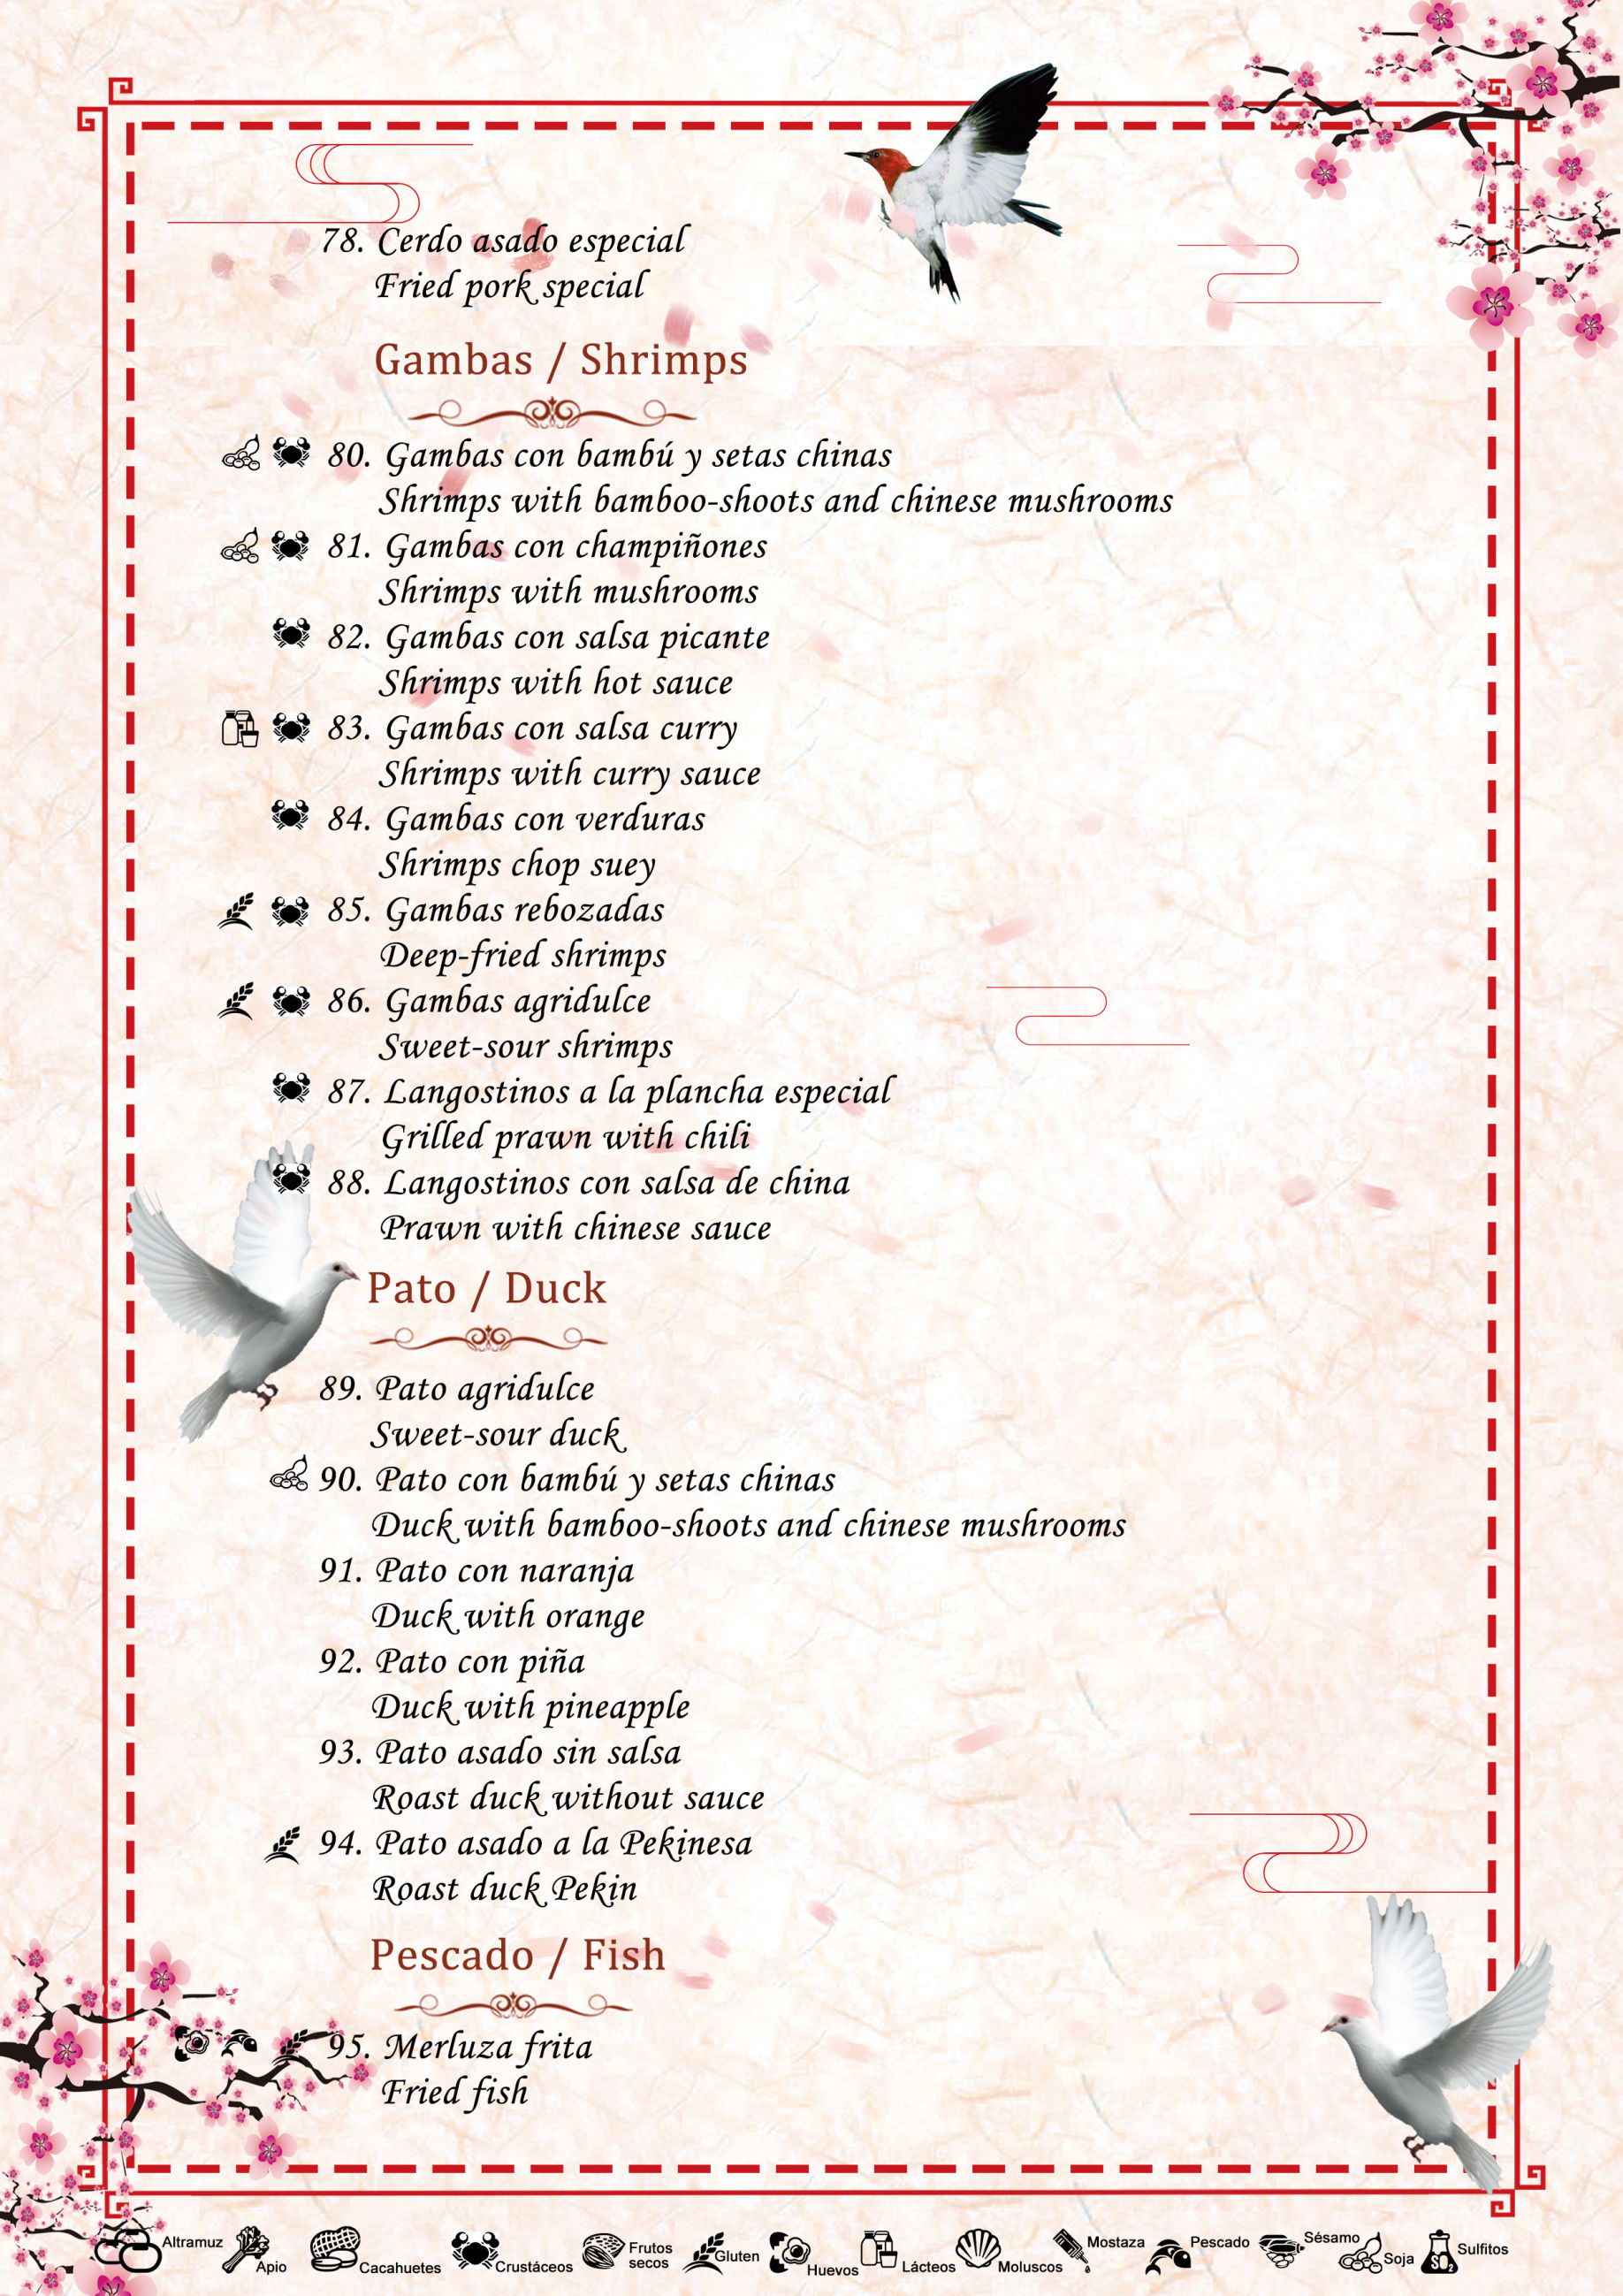 78. Cerdo asado especial
Fried pork special
Gambas / Shrimps
80. Gambas con bambú y setas chinas
Shrimps with bamboo-shoots and chinese mushrooms
81. Gambas con champiñones
Shrimps with mushrooms
82. Gambas con salsa picante
Shrimps with hot sauce
83. Gambas con salsa curry
Shrimps with curry sauce
84. Gambas con verduras
Shrimps chop suey
85. Gambas rebozadas
Deep-fried shrimps
86. Gambas agridulce
Sweet-sour shrimps
87. Langostinos a la plancha especial
Grilled prawn with chili
88. Langostinos con salsa de china
Prawn with chinese sauce
Pato / Duck
89. Pato agridulce
Sweet-sour duck
90. Pato con bambú y setas chinas
Duck with bamboo-shoots and chinese mushrooms
91. Pato con naranja
Duck with orange
92. Pato con piña
Duck with pineapple
93. Pato asado sin salsa
Roast duck without sauce
94. Pato asado a la Pekinesa
Roast duck Pekin
Pescado / Fish
95. Merluza frita
Fried fish
Altramuz
Apio
Cacahuetes
Crustáceos
Frutos
secos
Gluten
Huevos
Lácteos
Moluscos
Mostaza
Pescado
Sésamo
Soja
SO2
Sulfitos